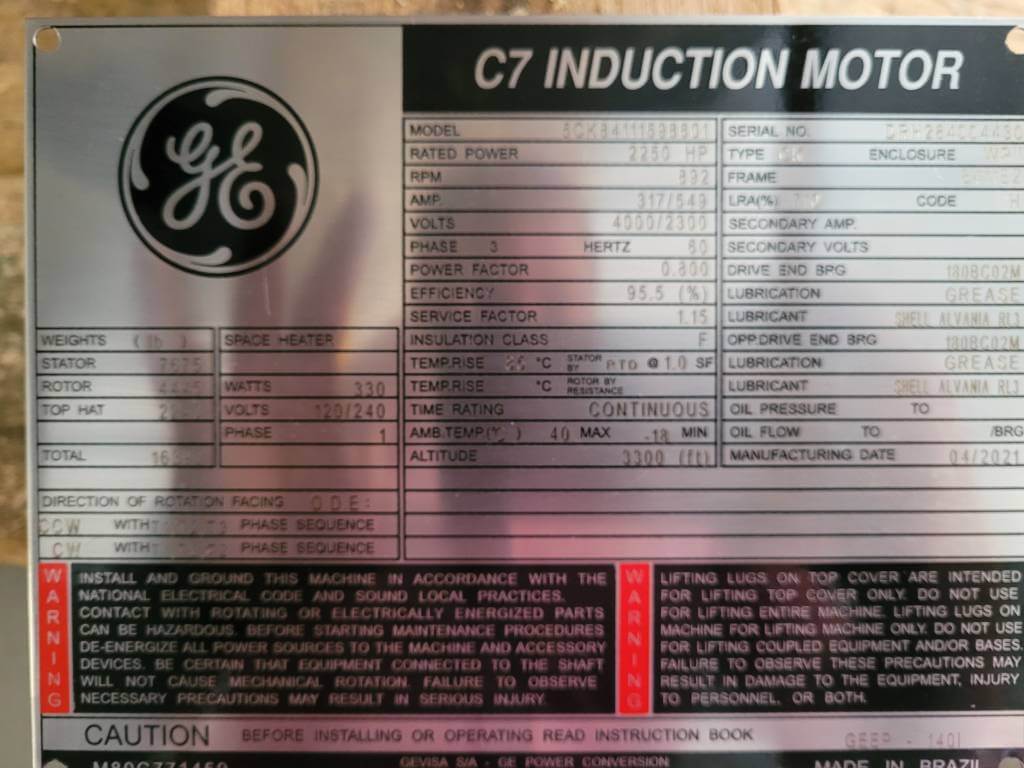 GE
C7 INDUCTION MOTOR
MODEL
RATED POWER 2250 HP
RPM 892
AMP. 317/549
VOLTS 4000/2300
PHASE 3 HERTZ 60
POWER FACTOR 0.800
EFFICIENCY 95.5 (%)
SERVICE FACTOR 1.15
INSULATION CLASS F
TEMP.RISE °C STATOR BY RTD @ 1.0 SF
TEMP.RISE °C ROTOR BY RESISTANCE
TIME RATING CONTINUOUS
AMB.TEMP. 40 MAX -18 MIN
ALTITUDE 3300 (ft)
SERIAL NO.
TYPE ENCLOSURE
FRAME
LRA(%) CODE H
SECONDARY AMP.
SECONDARY VOLTS
DRIVE END BRG 180BC02M
LUBRICATION GREASE
LUBRICANT SHELL ALVANIA RL3
OPP.DRIVE END BRG 180BC02M
LUBRICATION GREASE
LUBRICANT SHELL ALVANIA RL3
OIL PRESSURE TO
OIL FLOW TO /BRG
MANUFACTURING DATE 04/2021
WEIGHTS (lb)
STATOR 7675
ROTOR
TOP HAT
TOTAL
SPACE HEATER
WATTS 330
VOLTS 120/240
PHASE 1
DIRECTION OF ROTATION FACING O.D.E:
CCW WITH PHASE SEQUENCE
CW WITH PHASE SEQUENCE
WARNING
INSTALL AND GROUND THIS MACHINE IN ACCORDANCE WITH THE
NATIONAL ELECTRICAL CODE AND SOUND LOCAL PRACTICES.
CONTACT WITH ROTATING OR ELECTRICALLY ENERGIZED PARTS
CAN BE HAZARDOUS. BEFORE STARTING MAINTENANCE PROCEDURES
DE-ENERGIZE ALL POWER SOURCES TO THE MACHINE AND ACCESSORY
DEVICES. BE CERTAIN THAT EQUIPMENT CONNECTED TO THE SHAFT
WILL NOT CAUSE MECHANICAL ROTATION. FAILURE TO OBSERVE
NECESSARY PRECAUTIONS MAY RESULT IN SERIOUS INJURY.
WARNING
LIFTING LUGS ON TOP COVER ARE INTENDED
FOR LIFTING TOP COVER ONLY. DO NOT USE
FOR LIFTING ENTIRE MACHINE. LIFTING LUGS ON
MACHINE FOR LIFTING MACHINE ONLY. DO NOT USE
FOR LIFTING COUPLED EQUIPMENT AND/OR BASES.
FAILURE TO OBSERVE THESE PRECAUTIONS MAY
RESULT IN DAMAGE TO THE EQUIPMENT, INJURY
TO PERSONNEL, OR BOTH.
CAUTION BEFORE INSTALLING OR OPERATING READ INSTRUCTION BOOK GEEP - 140I
GEVISA S/A - GE POWER CONVERSION
MADE IN BRAZIL